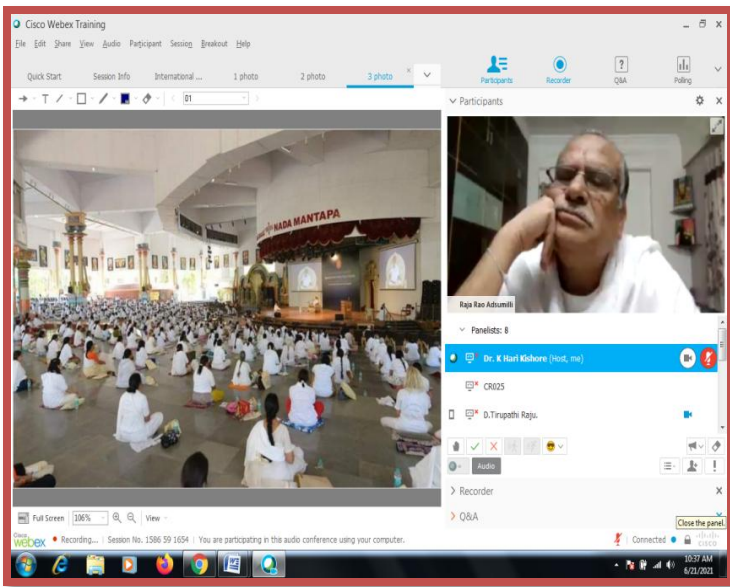 Cisco Webex Training
File Edit Share View Audio Participant Session Breakout Help
Quick Start Session Info International ... 1 photo 2 photo 3 photo
Participants Recorder Q&A Polling
T 01
Participants
NADA MANTAPA
Raja Rao Adsumilli
Panelists: 8
Dr. K Hari Kishore (Host, me)
CR025
D.Tirupathi Raju.
Audio
Recorder
Q&A
Close the panel.
Full Screen 106% View
Cisco webex Recording... Session No. 1586 59 1654 You are participating in this audio conference using your computer. Connected CISCO
10:37 AM
6/21/2021